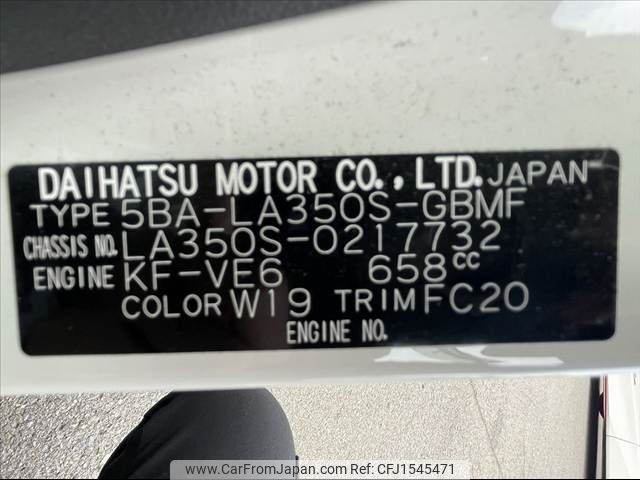 DAIHATSU MOTOR CO., LTD. JAPAN
TYPE 5BA-LA350S-GBMF
CHASSIS NO. LA350S-0217732
ENGINE KF-VE6 658cc
COLOR W19 TRIM FC20
ENGINE NO.
www.CarFromJapan.com CFJ1545471